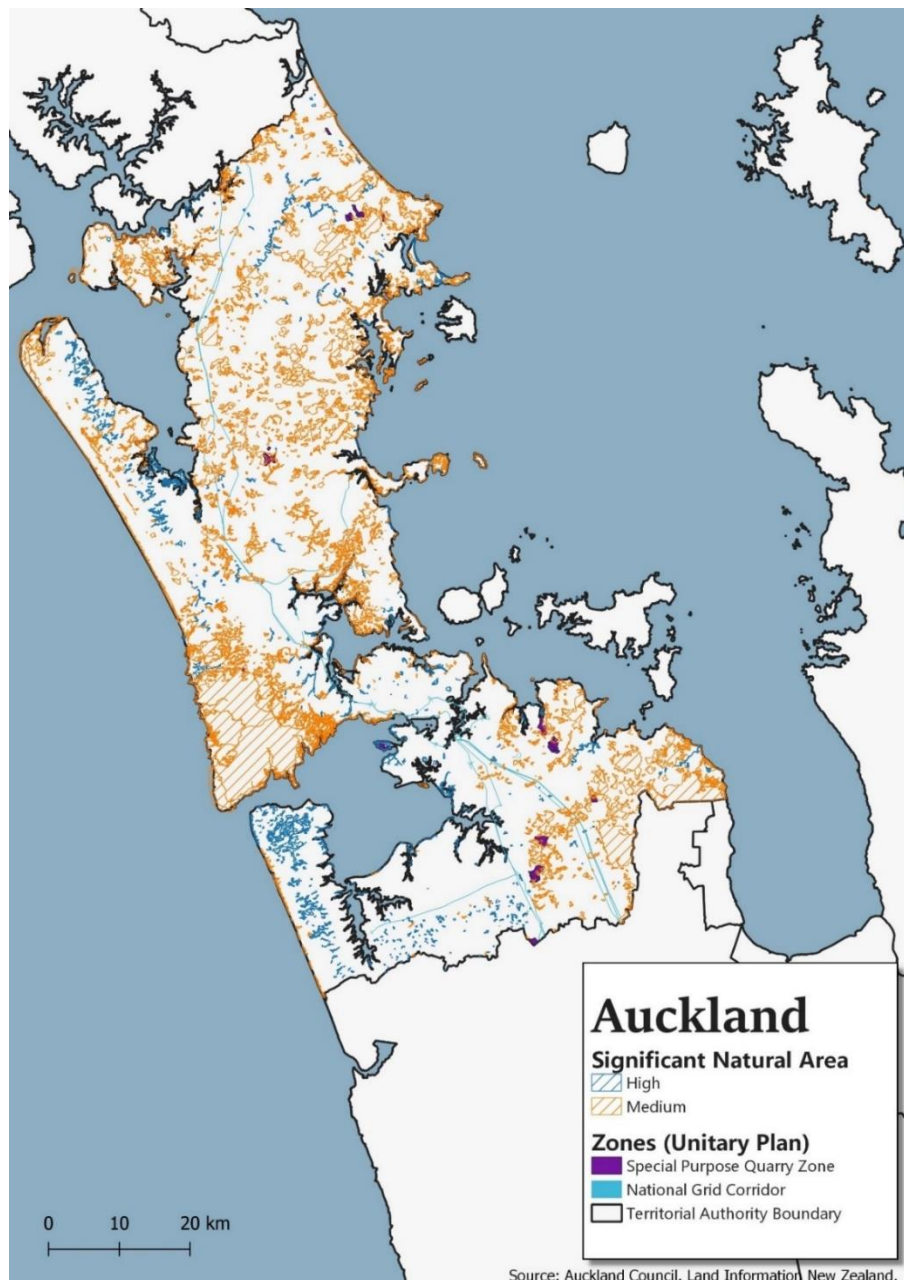 Auckland
Significant Natural Area
High
Medium
Zones (Unitary Plan)
Special Purpose Quarry Zone
National Grid Corridor
Territorial Authority Boundary
0 10 20 km
Source: Auckland Council, Land Information New Zealand.